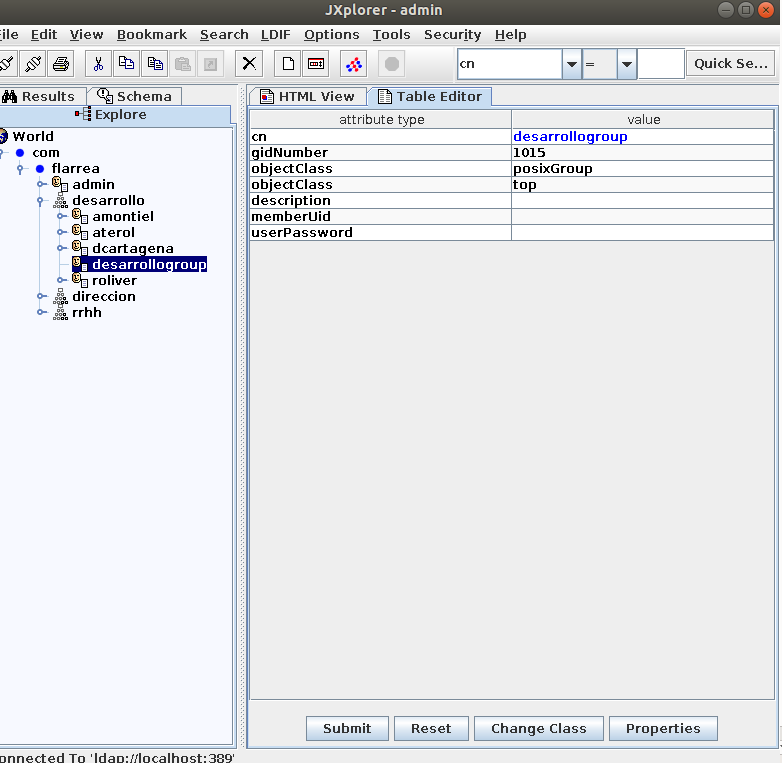 JXplorer - admin
ile Edit View Bookmark Search LDIF Options Tools Security Help
cn = Quick Se...
Results Schema
Explore
HTML View Table Editor
World
com
flarrea
admin
desarrollo
amontiel
aterol
dcartagena
desarrollogroup
roliver
direccion
rrhh
attribute type value
cn desarrollogroup
gidNumber 1015
objectClass posixGroup
objectClass top
description
memberUid
userPassword
Submit Reset Change Class Properties
onnected To 'ldap://localhost:389'